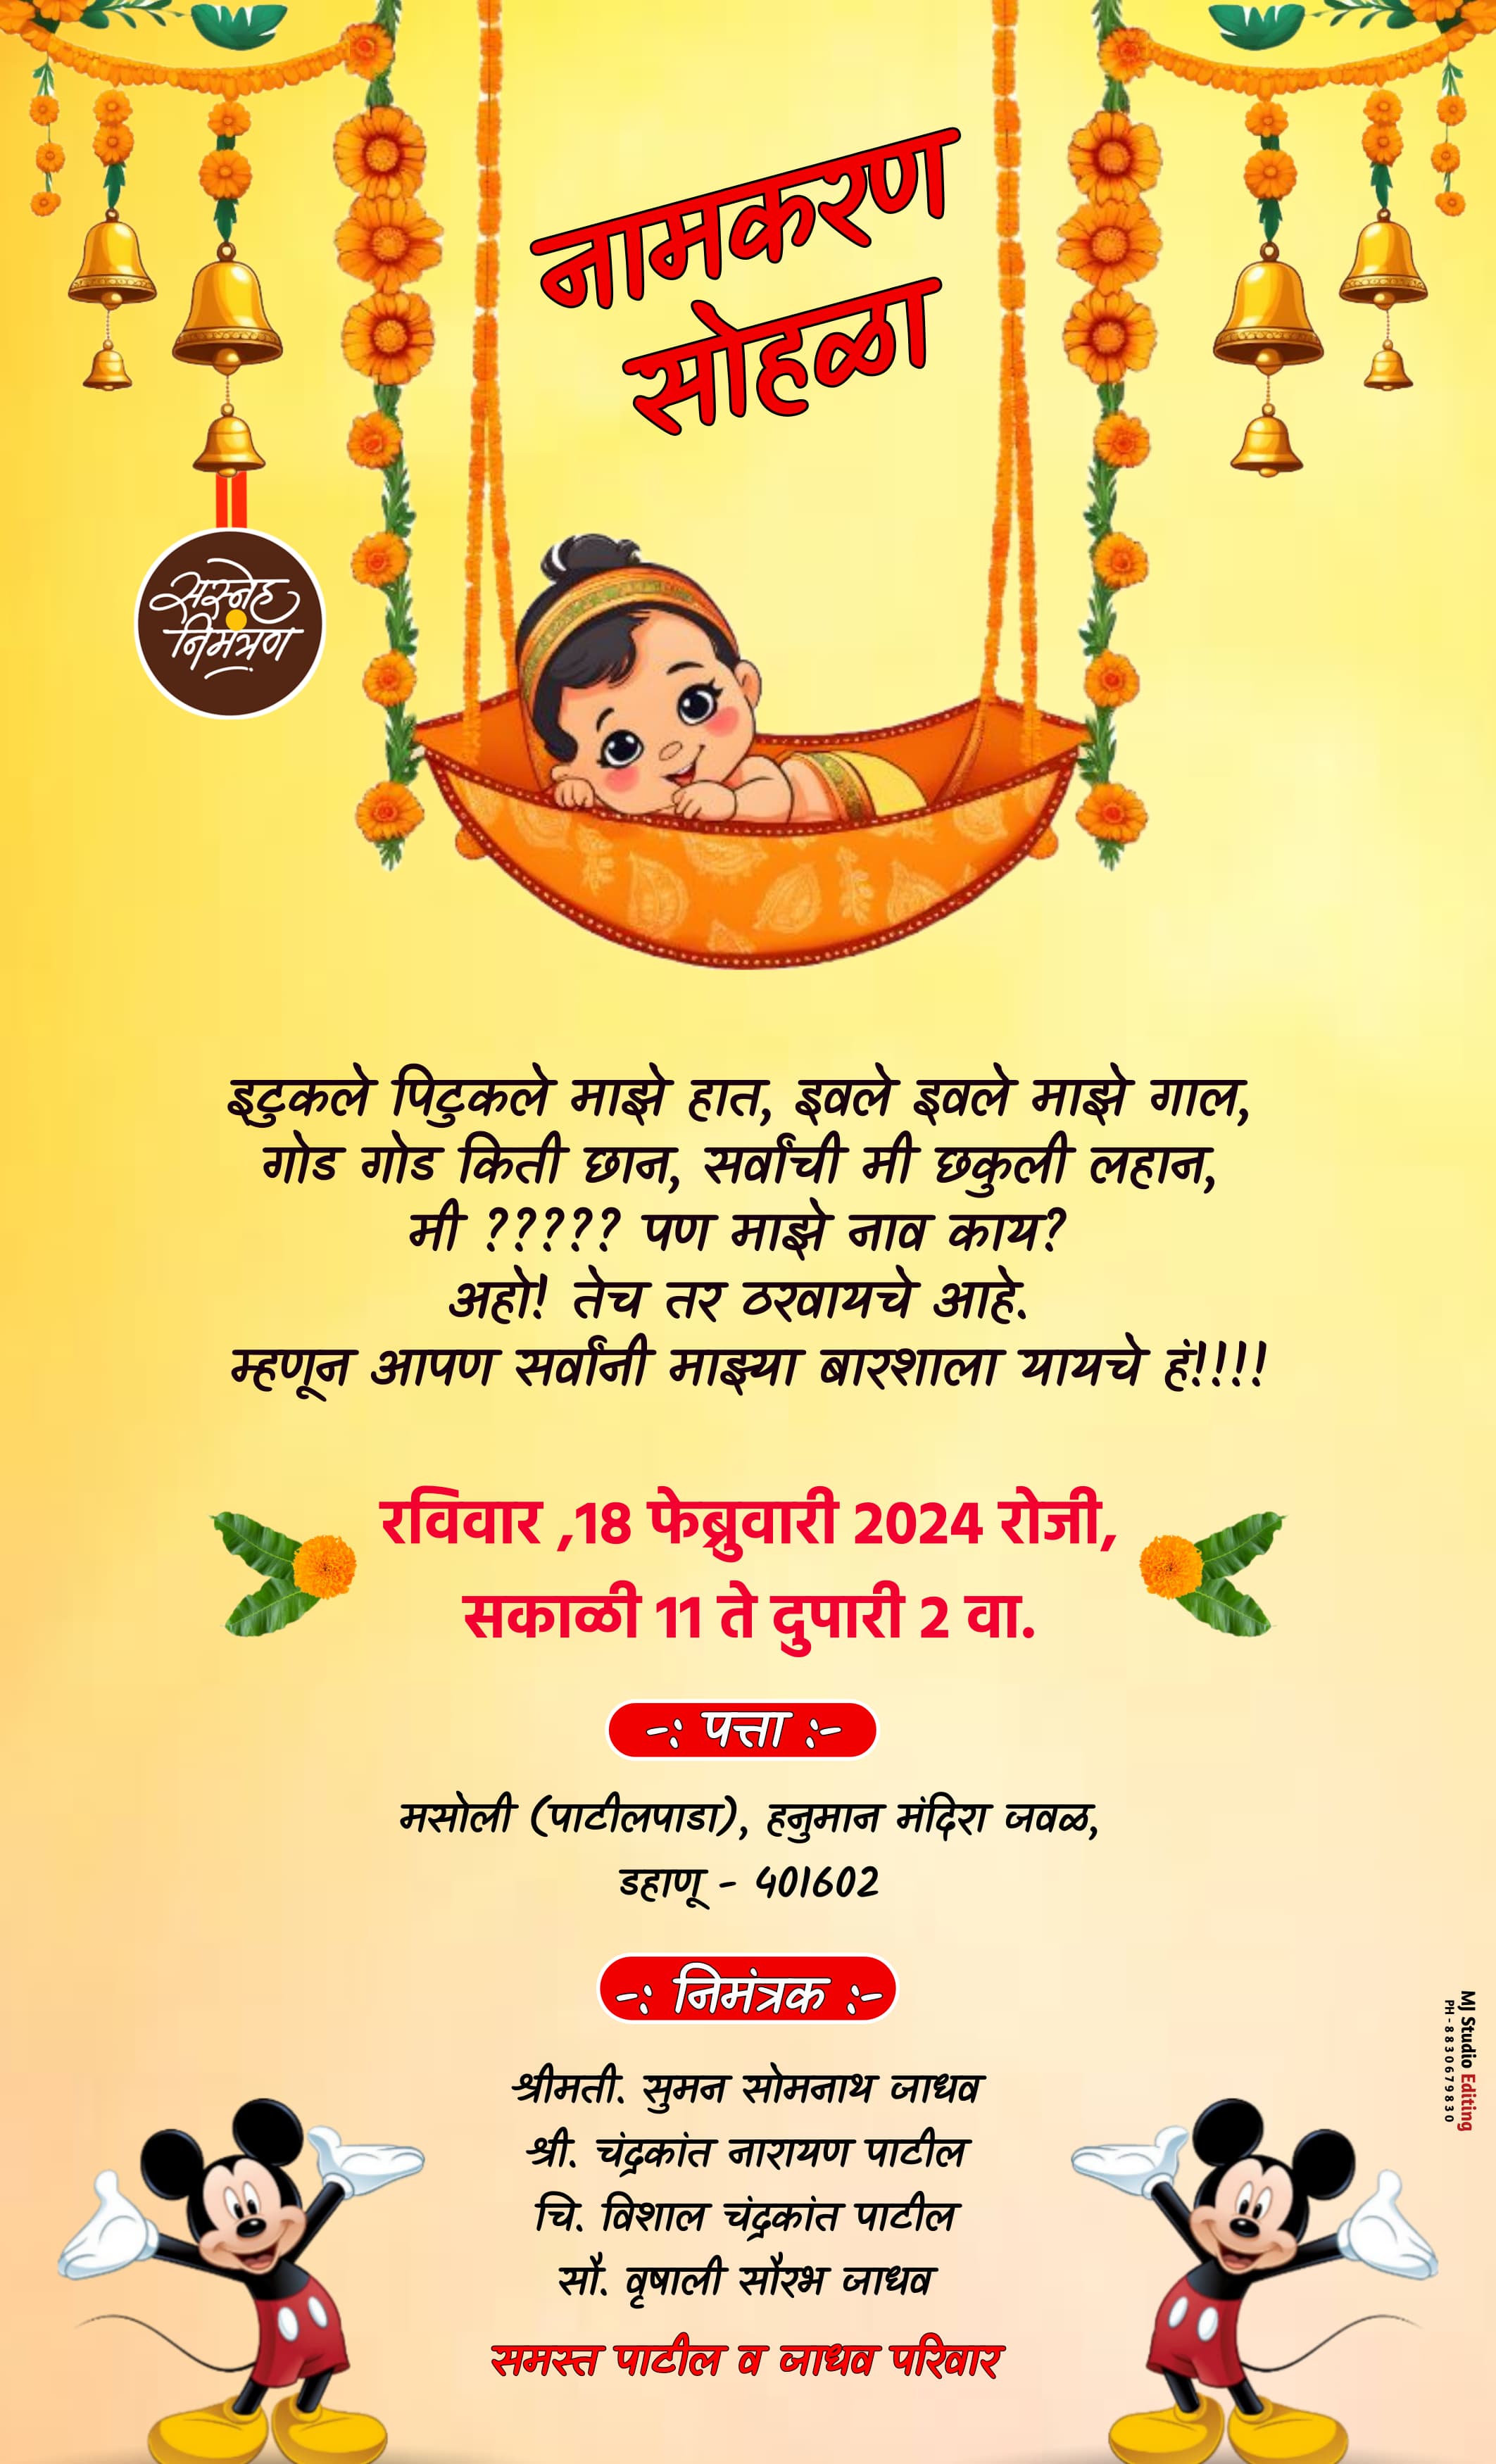 नामकरण
सोहळा
सस्नेह
निमंत्रण
इटुकले पिटुकले माझे हात, इवले इवले माझे गाल,
गोड गोड किती छान, सर्वांची मी छकुली लहान,
मी ????? पण माझे नाव काय?
अहो! तेच तर ठरवायचे आहे.
म्हणून आपण सर्वांनी माझ्या बारशाला यायचे हं!!!!
रविवार ,18 फेब्रुवारी 2024 रोजी,
सकाळी 11 ते दुपारी 2 वा.
-: पत्ता :-
मसोली (पाटीलपाडा), हनुमान मंदिरा जवळ,
डहाणू - 401602
-: निमंत्रक :-
श्रीमती. सुमन सोमनाथ जाधव
श्री. चंद्रकांत नारायण पाटील
चि. विशाल चंद्रकांत पाटील
सौ. वृषाली सौरभ जाधव
समस्त पाटील व जाधव परिवार
MJ Studio Editing
PH-8830679830